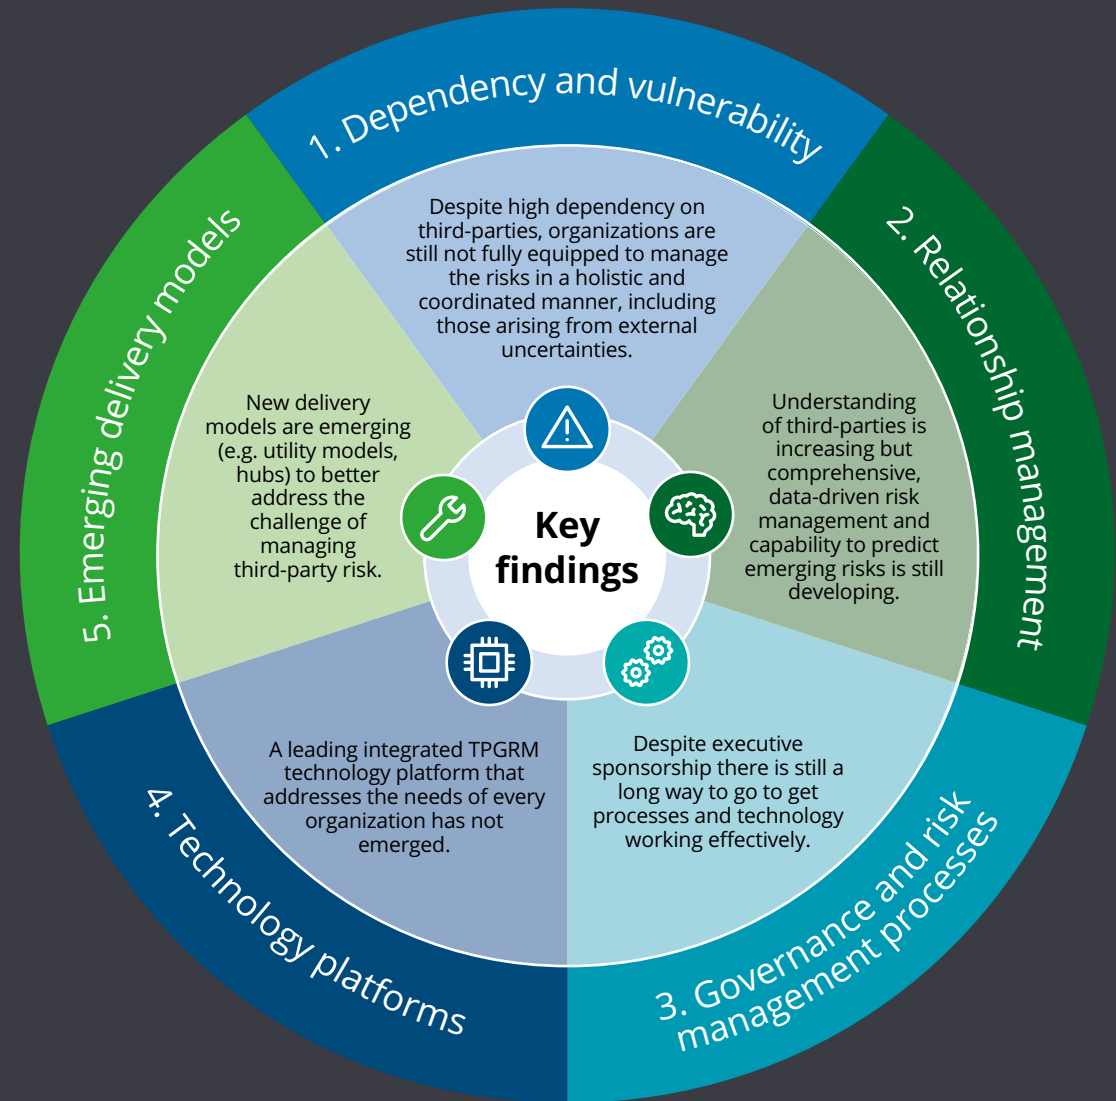 1. Dependency and vulnerability
Despite high dependency on
third-parties, organizations are
still not fully equipped to manage
the risks in a holistic and
coordinated manner, including
those arising from external
uncertainties.
2. Relationship management
Understanding
of third-parties is
increasing but
comprehensive,
data-driven risk
management and
capability to predict
emerging risks is still
developing.
3. Governance and risk
management processes
Despite executive
sponsorship there is still a
long way to go to get
processes and technology
working effectively.
4. Technology platforms
A leading integrated TPGRM
technology platform that
addresses the needs of every
organization has not
emerged.
5. Emerging delivery models
New delivery
models are emerging
(e.g. utility models,
hubs) to better
address the
challenge of
managing
third-party risk.
Key
findings